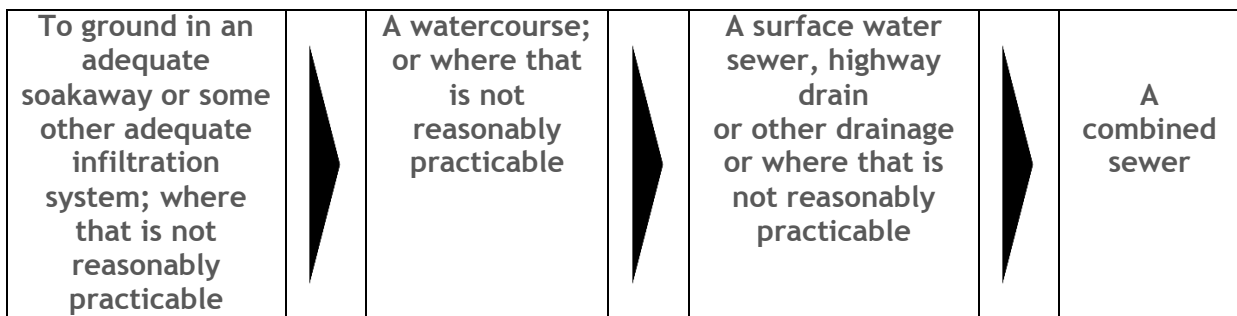 To ground in an
adequate
soakaway or some
other adequate
infiltration
system; where
that is not
reasonably
practicable
A watercourse;
or where that
is not
reasonably
practicable
A surface water
sewer, highway
drain
or other drainage
or where that is
not reasonably
practicable
A
combined
sewer